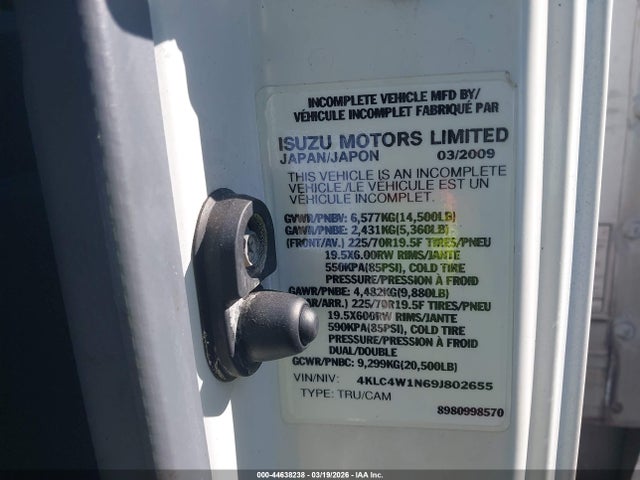 INCOMPLETE VEHICLE MFD BY/
VÉHICULE INCOMPLET FABRIQUÉ PAR
ISUZU MOTORS LIMITED
JAPAN/JAPON 03/2009
THIS VEHICLE IS AN INCOMPLETE
VEHICLE./LE VÉHICULE EST UN
VÉHICULE INCOMPLET.
GVWR/PNBV: 6,577KG(14,500LB)
GAWR/PNBE: 2,431KG(5,360LB)
(FRONT/AV.) 225/70R19.5F TIRES/PNEU
19.5X6.00RW RIMS/JANTE
550KPA(85PSI), COLD TIRE
PRESSURE/PRESSION À FROID
GAWR/PNBE: 4,482KG(9,880LB)
AR/ARR.) 225/70R19.5F TIRES/PNEU
19.5X600RW RIMS/JANTE
590KPA(85PSI), COLD TIRE
PRESSURE/PRESSION À FROID
DUAL/DOUBLE
GCWR/PNBC: 9,299KG(20,500LB)
VIN/NIV: 4KLC4W1N69J802655
TYPE: TRU/CAM
8980998570
000-44638238 - 03/19/2026 - IAA Inc.